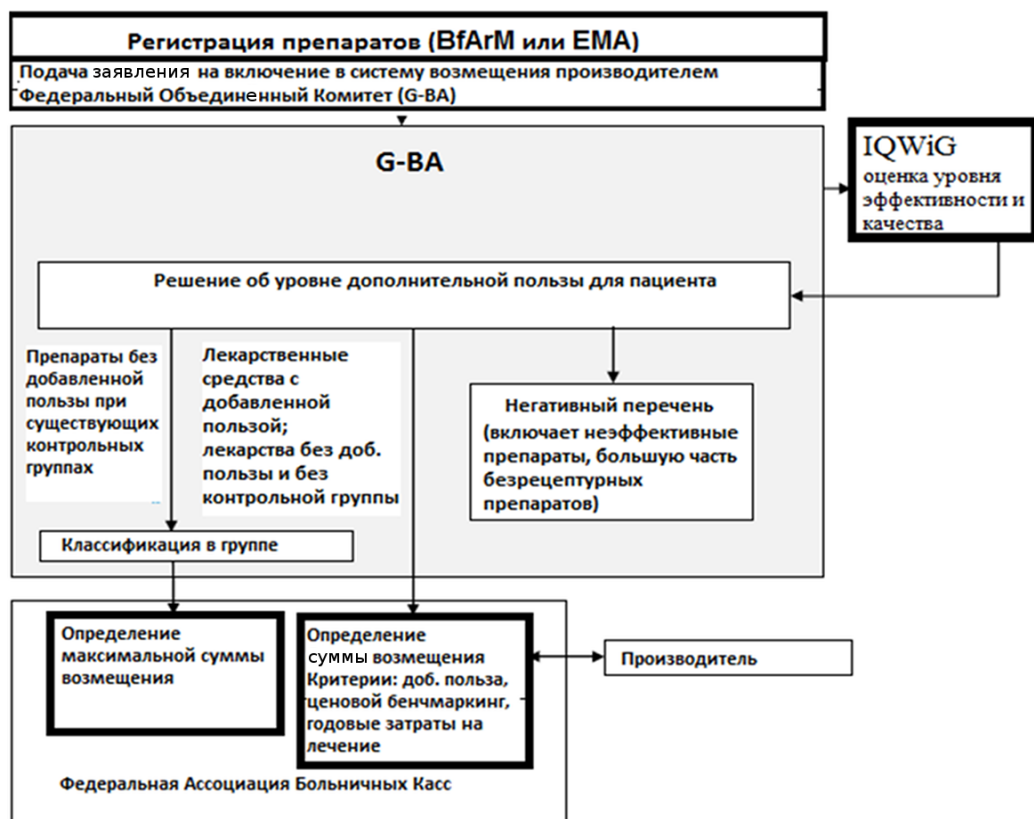 Регистрация препаратов (BfArM или EMA)
Подача заявления на включение в систему возмещения производителем
Федеральный Объединенный Комитет (G-BA)
G-BA
IQWiG
оценка уровня
эффективности и
качества
Решение об уровне дополнительной пользы для пациента
Препараты без
добавленной
пользы при
существующих
контрольных
группах
Лекарственные
средства с
добавленной
пользой;
лекарства без доб.
пользы и без
контрольной группы
Негативный перечень
(включает неэффективные
препараты, большую часть
безрецептурных
препаратов)
Классификация в группе
Определение
максимальной суммы
возмещения
Определение
суммы возмещения
Критерии: доб. польза,
ценовой бенчмаркинг,
годовые затраты на
лечение
Производитель
Федеральная Ассоциация Больничных Касс